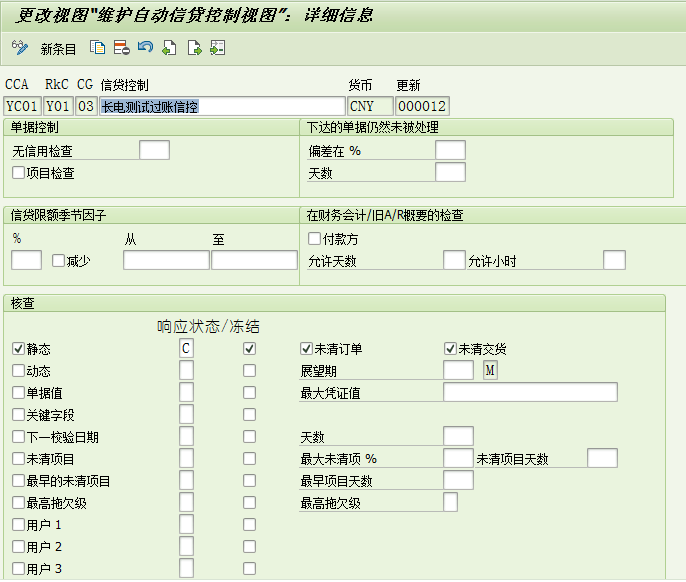 更改视图“维护自动信贷控制视图”：详细信息
新条目
CCA RkC CG 信贷控制 货币 更新
YC01 Y01 03 长电测试过账信控 CNY 000012
单据控制 下达的单据仍然未被处理
无信用检查 偏差在 %
项目检查 天数
信贷限额季节因子 在财务会计/旧A/R概要的检查
% 从 至 付款方
减少 允许天数 允许小时
核查
响应状态/冻结
静态 C 未清订单 未清交货
动态 展望期 M
单据值 最大凭证值
关键字段
下一校验日期 天数
未清项目 最大未清项 % 未清项目天数
最早的未清项目 最早项目天数
最高拖欠级 最高拖欠级
用户 1
用户 2
用户 3